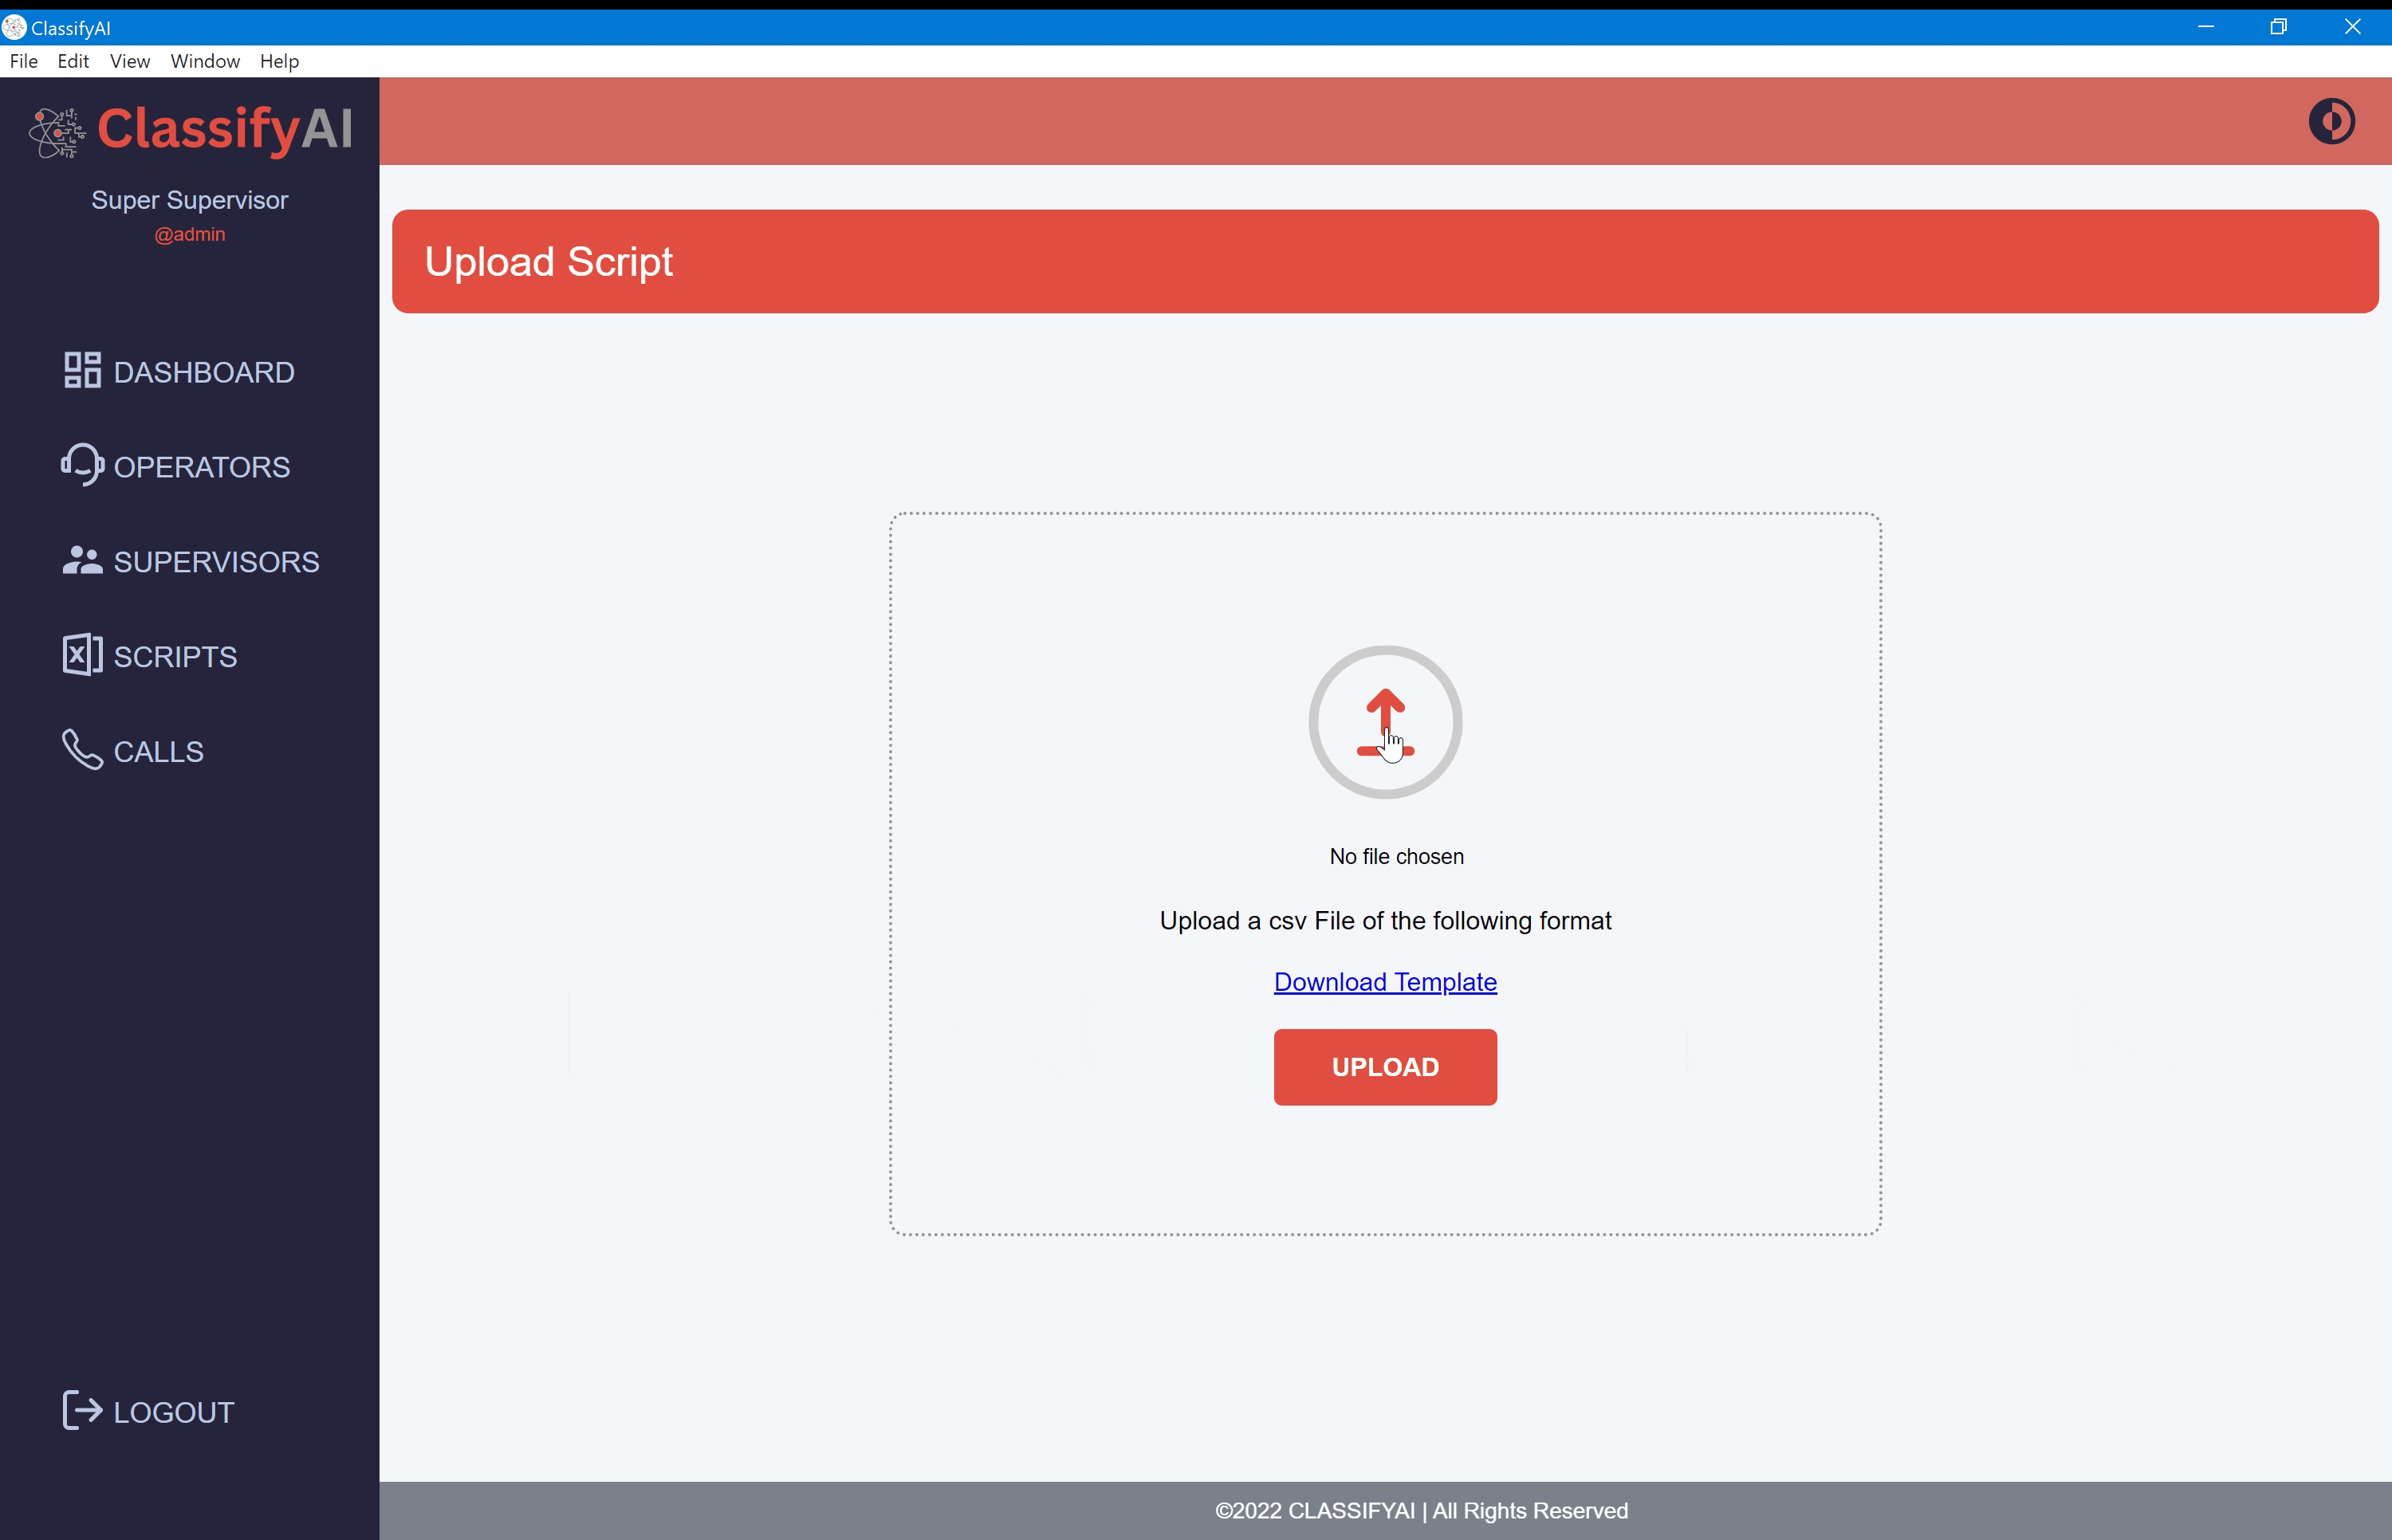 ClassifyAI
File Edit View Window Help
ClassifyAI
Super Supervisor
@admin
DASHBOARD
OPERATORS
SUPERVISORS
SCRIPTS
CALLS
LOGOUT
Upload Script
No file chosen
Upload a csv File of the following format
Download Template
UPLOAD
©2022 CLASSIFYAI | All Rights Reserved